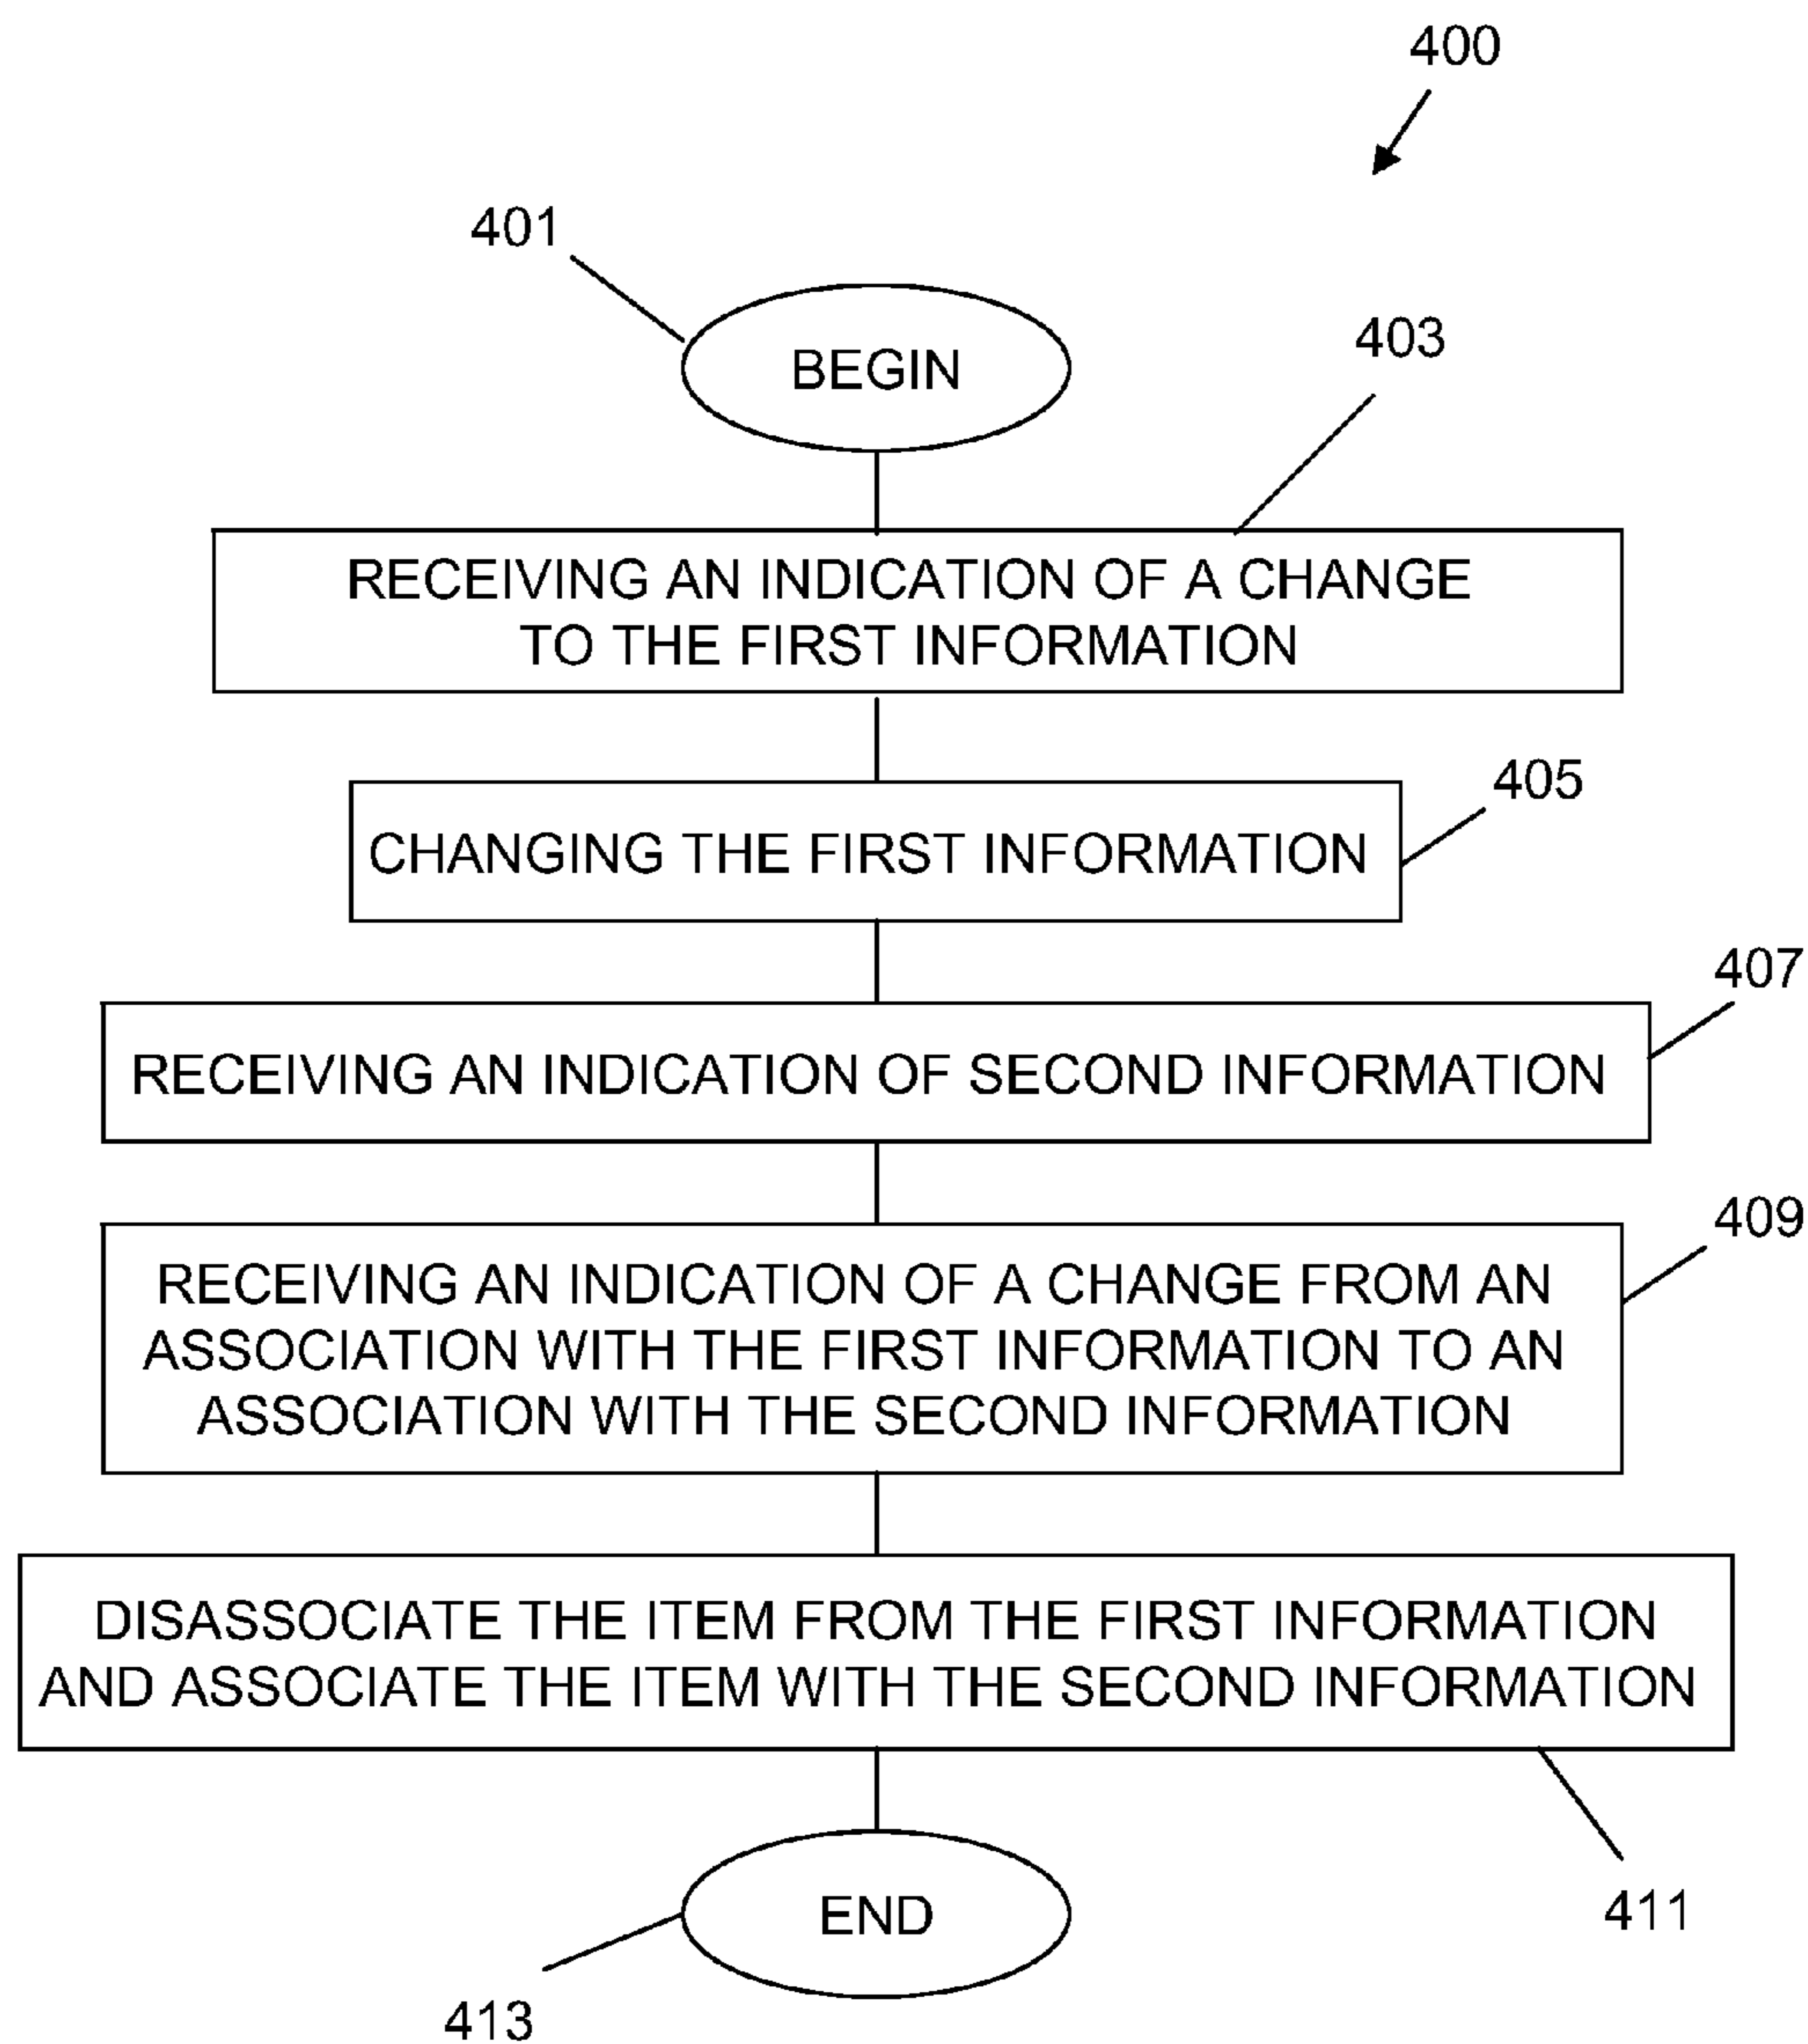 400
401
BEGIN
403
RECEIVING AN INDICATION OF A CHANGE
TO THE FIRST INFORMATION
405
CHANGING THE FIRST INFORMATION
407
RECEIVING AN INDICATION OF SECOND INFORMATION
409
RECEIVING AN INDICATION OF A CHANGE FROM AN
ASSOCIATION WITH THE FIRST INFORMATION TO AN
ASSOCIATION WITH THE SECOND INFORMATION
DISASSOCIATE THE ITEM FROM THE FIRST INFORMATION
AND ASSOCIATE THE ITEM WITH THE SECOND INFORMATION
411
END
413